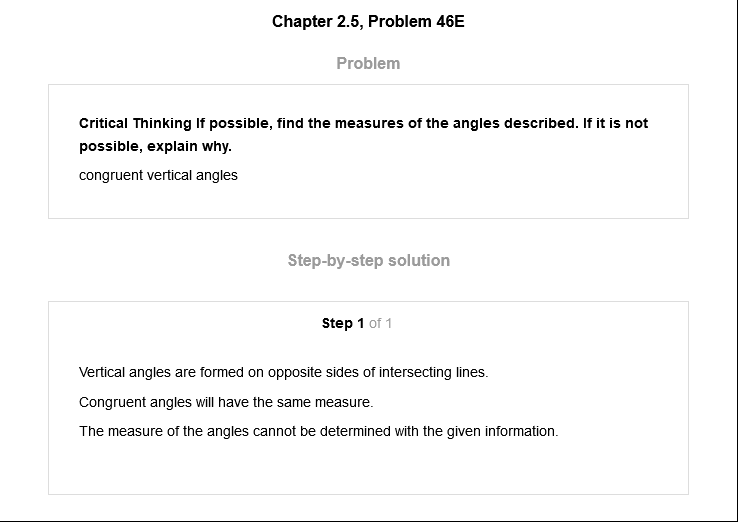 Chapter 2.5, Problem 46E
Problem
Critical Thinking If possible, find the measures of the angles described. If it is not
possible, explain why.
congruent vertical angles
Step-by-step solution
Step 1 of 1
Vertical angles are formed on opposite sides of intersecting lines.
Congruent angles will have the same measure.
The measure of the angles cannot be determined with the given information.